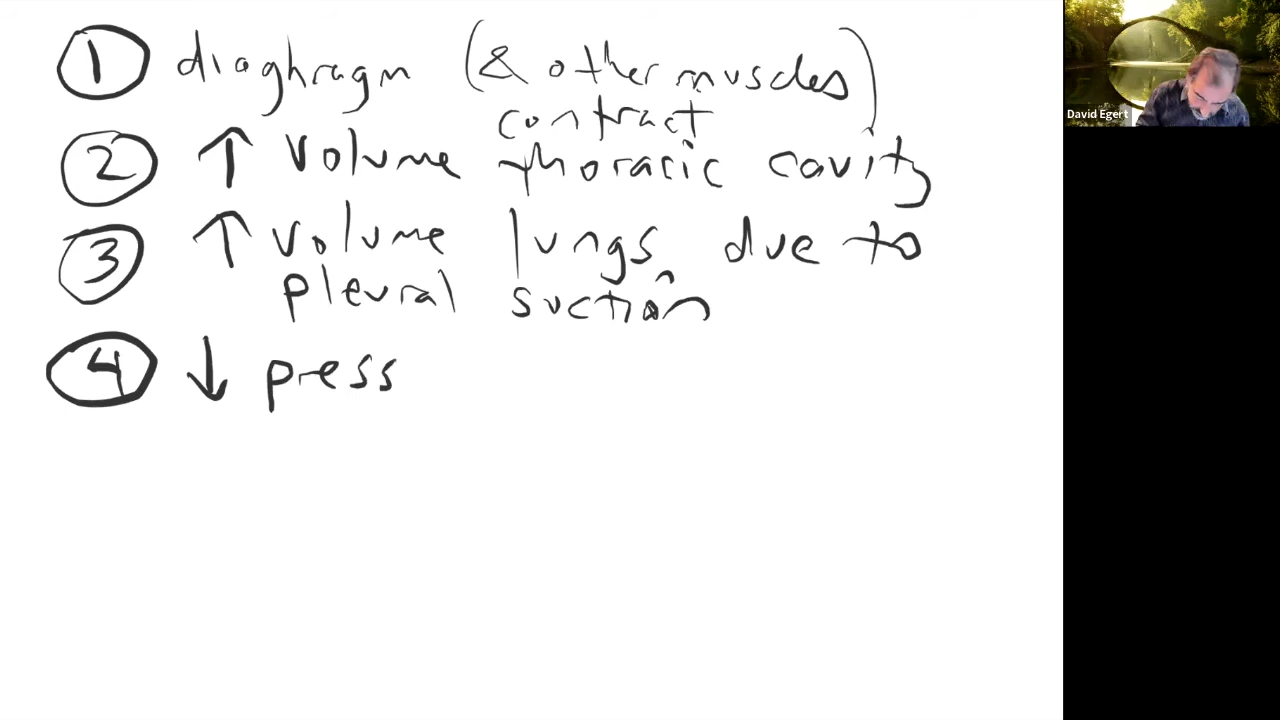 ① diaghragm (& other muscles)
contract
② ↑ volume thoracic cavity
③ ↑ volume lungs due to
pleural suction
④ ↓ press
David Egert